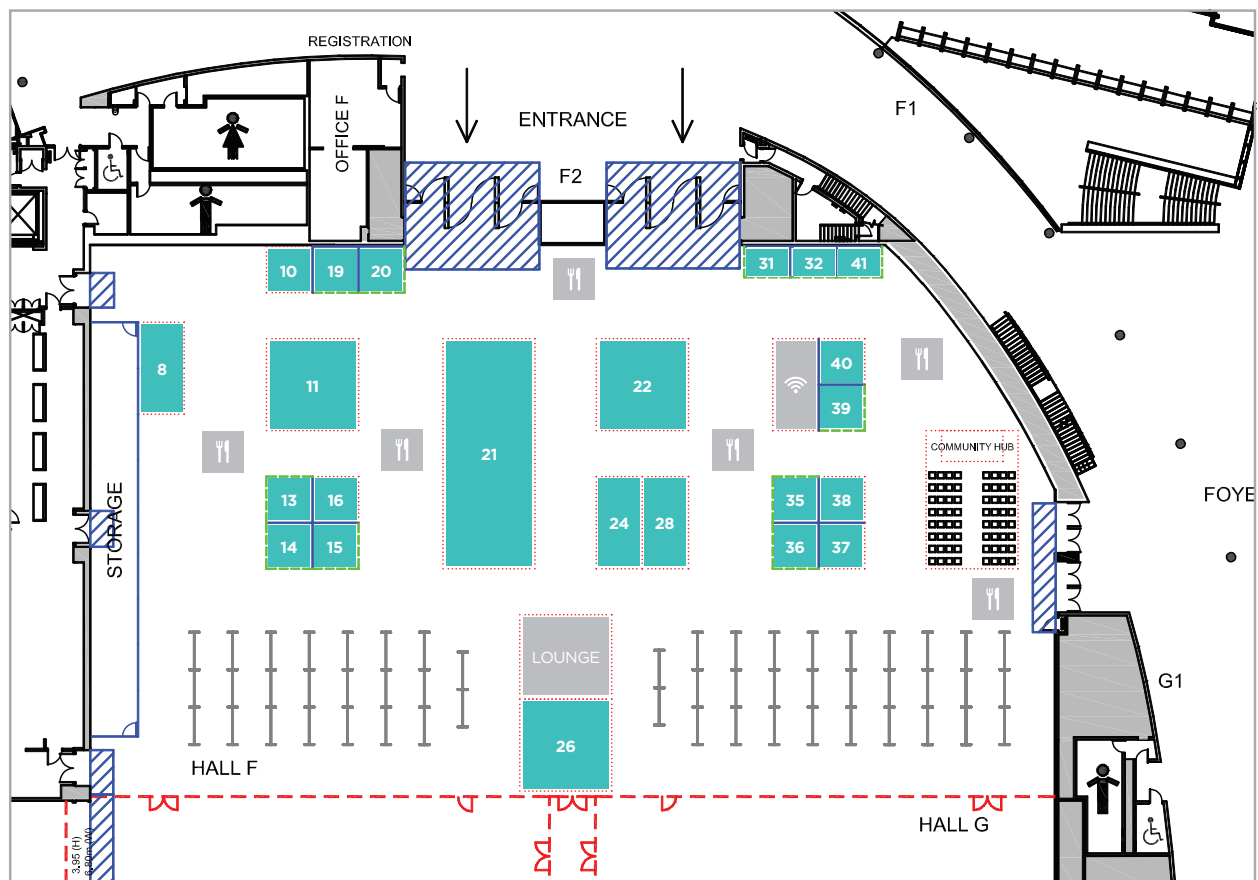 REGISTRATION
ENTRANCE
F1
OFFICE F
F2
10
19
20
31
32
41
8
11
22
40
39
21
COMMUNITY HUB
13
16
24
28
35
38
14
15
36
37
STORAGE
FOYE
LOUNGE
G1
26
HALL F
HALL G
3.95 (H)
6.80m (W)